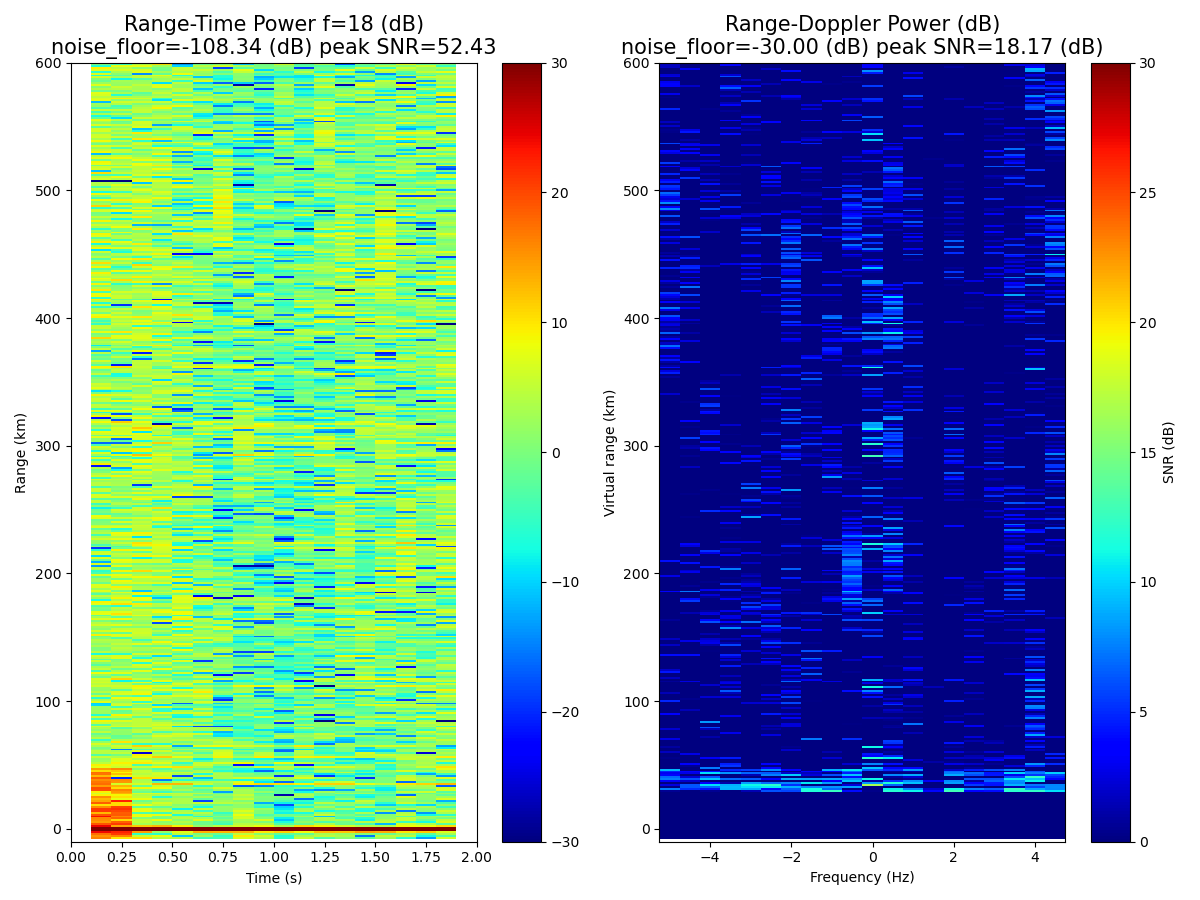 Range-Time Power f=18 (dB)
noise_floor=-108.34 (dB) peak SNR=52.43
Range-Doppler Power (dB)
noise_floor=-30.00 (dB) peak SNR=18.17 (dB)
600
500
400
300
200
100
0
Range (km)
0.00 0.25 0.50 0.75 1.00 1.25 1.50 1.75 2.00
Time (s)
30
20
10
0
−10
−20
−30
600
500
400
300
200
100
0
Virtual range (km)
−4 −2 0 2 4
Frequency (Hz)
30
25
20
15
10
5
0
SNR (dB)